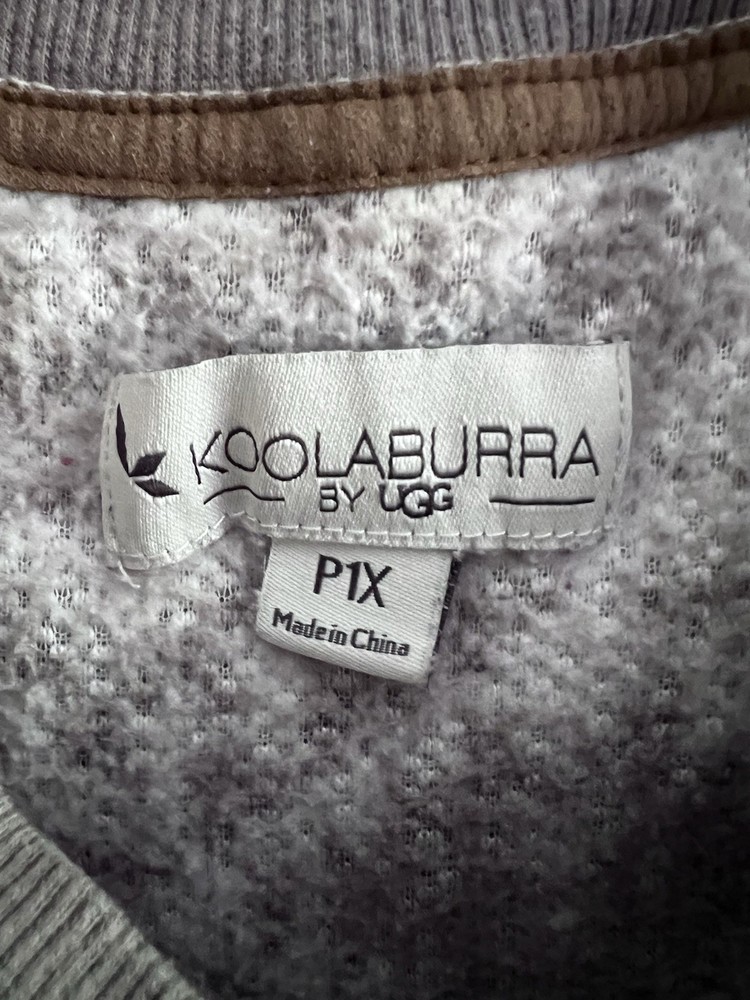 KOOLABURRA
BY UGG
P1X
Made in China